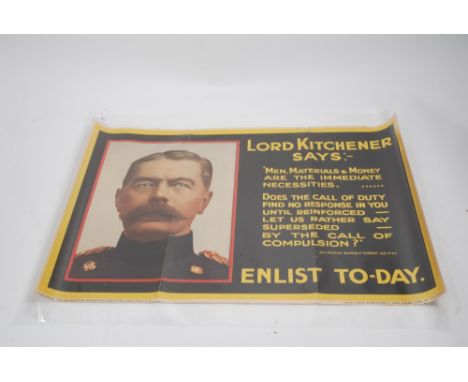 LORD KITCHENER
SAYS:-
'MEN, MATERIALS & MONEY
ARE THE IMMEDIATE
NECESSITIES. ......
DOES THE CALL OF DUTY
FIND NO RESPONSE IN YOU
UNTIL REINFORCED —
LET US RATHER SAY
SUPERSEDED —
BY THE CALL OF
COMPULSION?'
ENLIST TO-DAY.